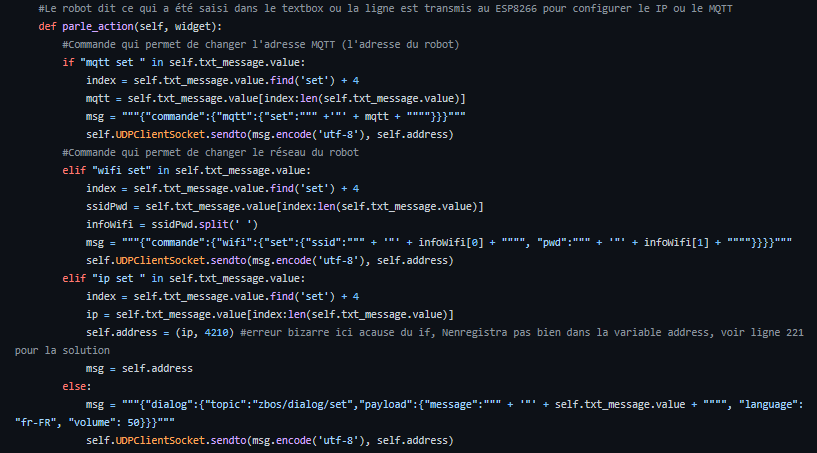 #Le robot dit ce qui a été saisi dans le textbox ou la ligne est transmis au ESP8266 pour configurer le IP ou le MQTT
def parle_action(self, widget):
#Commande qui permet de changer l'adresse MQTT (l'adresse du robot)
if "mqtt set " in self.txt_message.value:
index = self.txt_message.value.find('set') + 4
mqtt = self.txt_message.value[index:len(self.txt_message.value)]
msg = """{"commande":{"mqtt":{"set":""" +'"' + mqtt + """"}}}"""
self.UDPClientSocket.sendto(msg.encode('utf-8'), self.address)
#Commande qui permet de changer le réseau du robot
elif "wifi set" in self.txt_message.value:
index = self.txt_message.value.find('set') + 4
ssidPwd = self.txt_message.value[index:len(self.txt_message.value)]
infoWifi = ssidPwd.split(' ')
msg = """{"commande":{"wifi":{"set":{"ssid":""" + '"' + infoWifi[0] + """", "pwd":""" + '"' + infoWifi[1] + """"}}}}"""
self.UDPClientSocket.sendto(msg.encode('utf-8'), self.address)
elif "ip set " in self.txt_message.value:
index = self.txt_message.value.find('set') + 4
ip = self.txt_message.value[index:len(self.txt_message.value)]
self.address = (ip, 4210) #erreur bizarre ici acause du if, Nenregistra pas bien dans la variable address, voir ligne 221
pour la solution
msg = self.address
else:
msg = """{"dialog":{"topic":"zbos/dialog/set","payload":{"message":""" + '"' + self.txt_message.value + """", "language":
"fr-FR", "volume": 50}}}"""
self.UDPClientSocket.sendto(msg.encode('utf-8'), self.address)